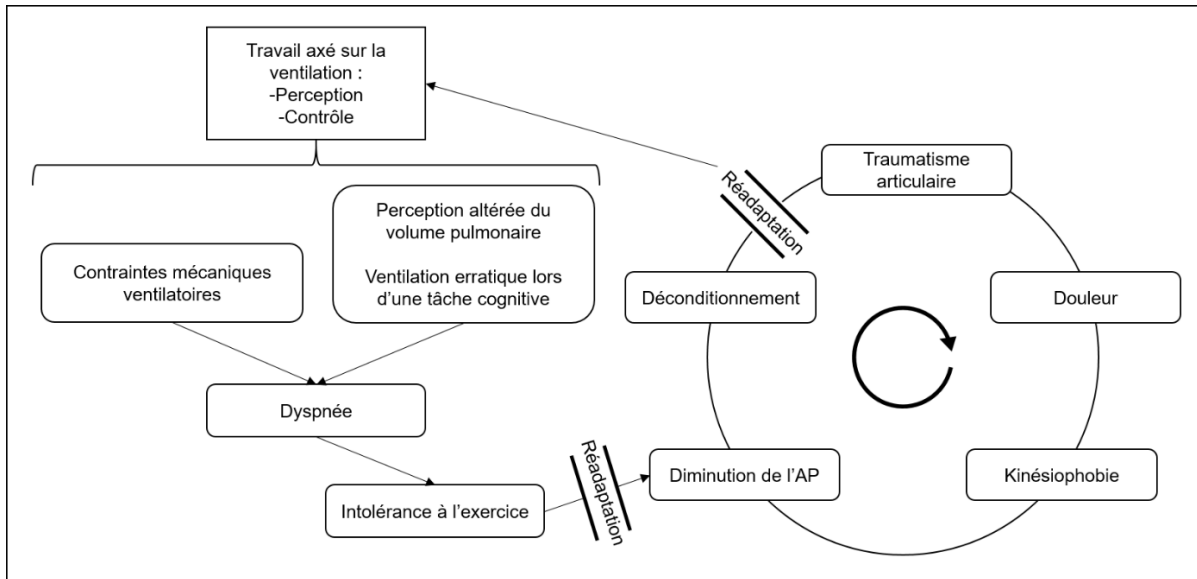 Travail axé sur la
ventilation :
-Perception
-Contrôle
Perception altérée du
volume pulmonaire
Ventilation erratique lors
d'une tâche cognitive
Contraintes mécaniques
ventilatoires
Dyspnée
Intolérance à l'exercice
Réadaptation
Réadaptation
Traumatisme
articulaire
Déconditionnement
Douleur
Diminution de l'AP
Kinésiophobie